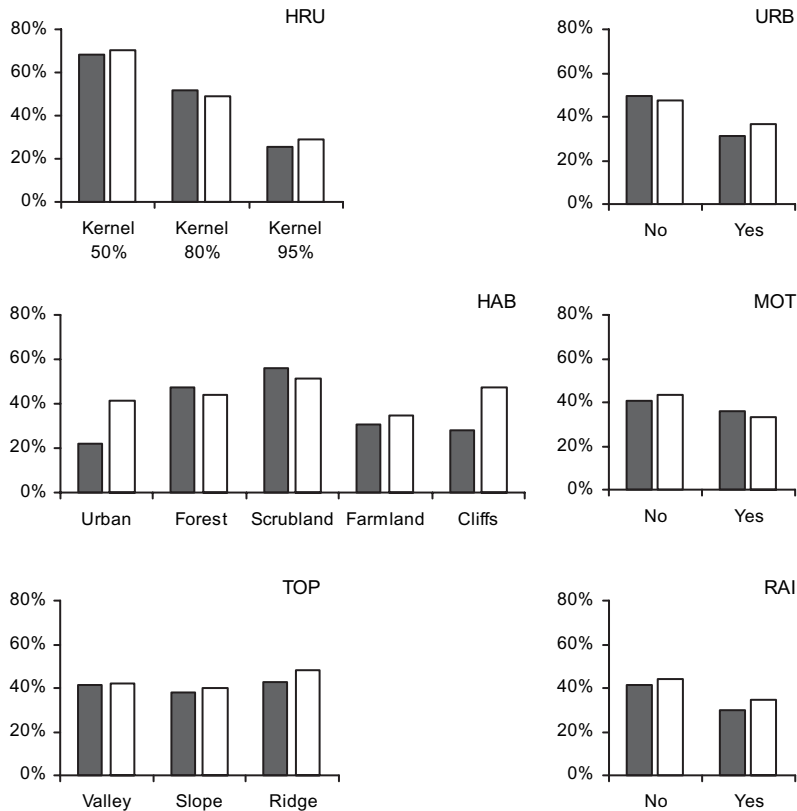 HRU
80%
60%
40%
20%
0%
Kernel 50%
Kernel 80%
Kernel 95%
URB
80%
60%
40%
20%
0%
No Yes
HAB
80%
60%
40%
20%
0%
Urban Forest Scrubland Farmland Cliffs
MOT
80%
60%
40%
20%
0%
No Yes
TOP
80%
60%
40%
20%
0%
Valley Slope Ridge
RAI
80%
60%
40%
20%
0%
No Yes